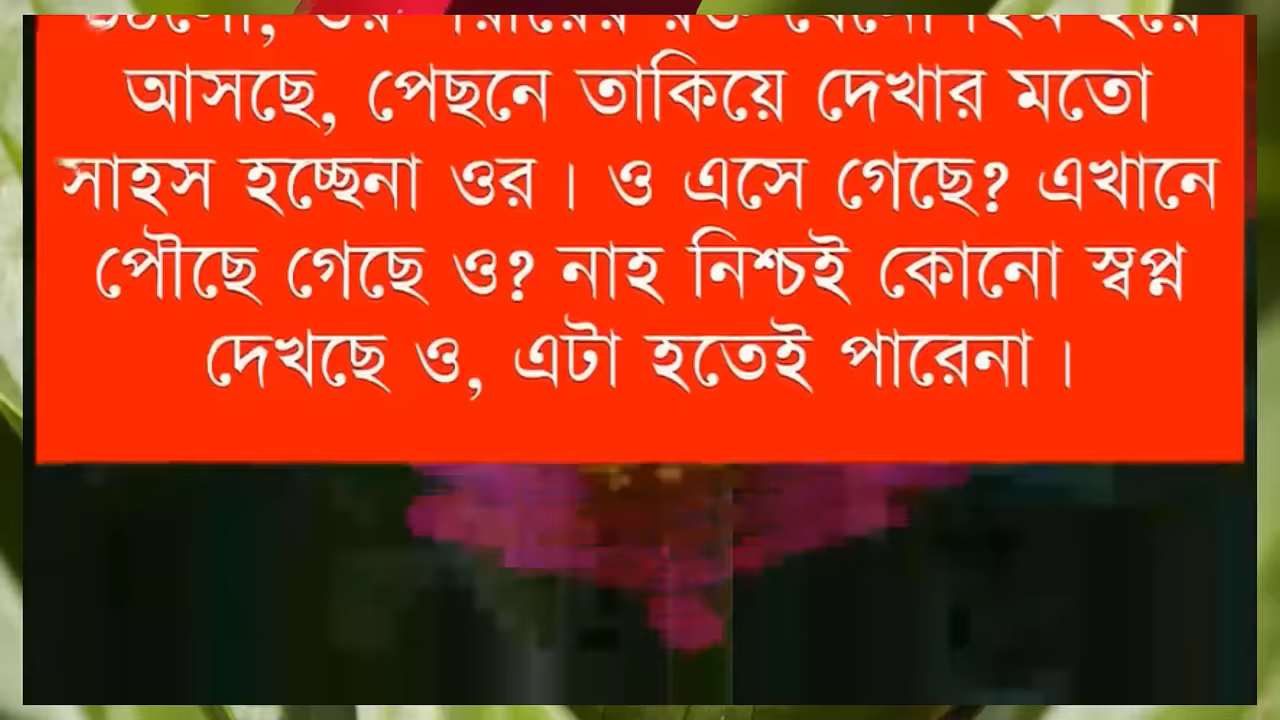 আসছে, পেছনে তাকিয়ে দেখার মতো
সাহস হচ্ছেনা ওর। ও এসে গেছে? এখানে
পৌছে গেছে ও? নাহ নিশ্চই কোনো স্বপ্ন
দেখছে ও, এটা হতেই পারেনা।